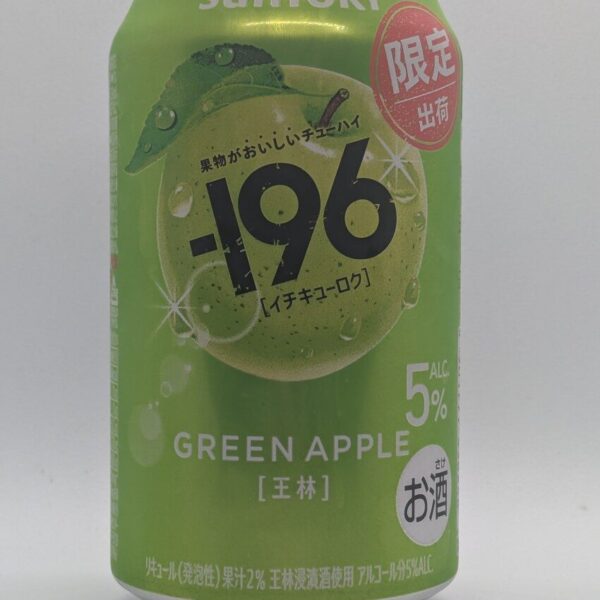 SUNTORY
限定
出荷
果物がおいしいチューハイ
-196
[イチキューロク]
ALC.
5%
GREEN APPLE
[王林]
さけ
お酒
リキュール(発泡性)果汁2% 王林浸漬酒使用 アルコール分5%ALC.